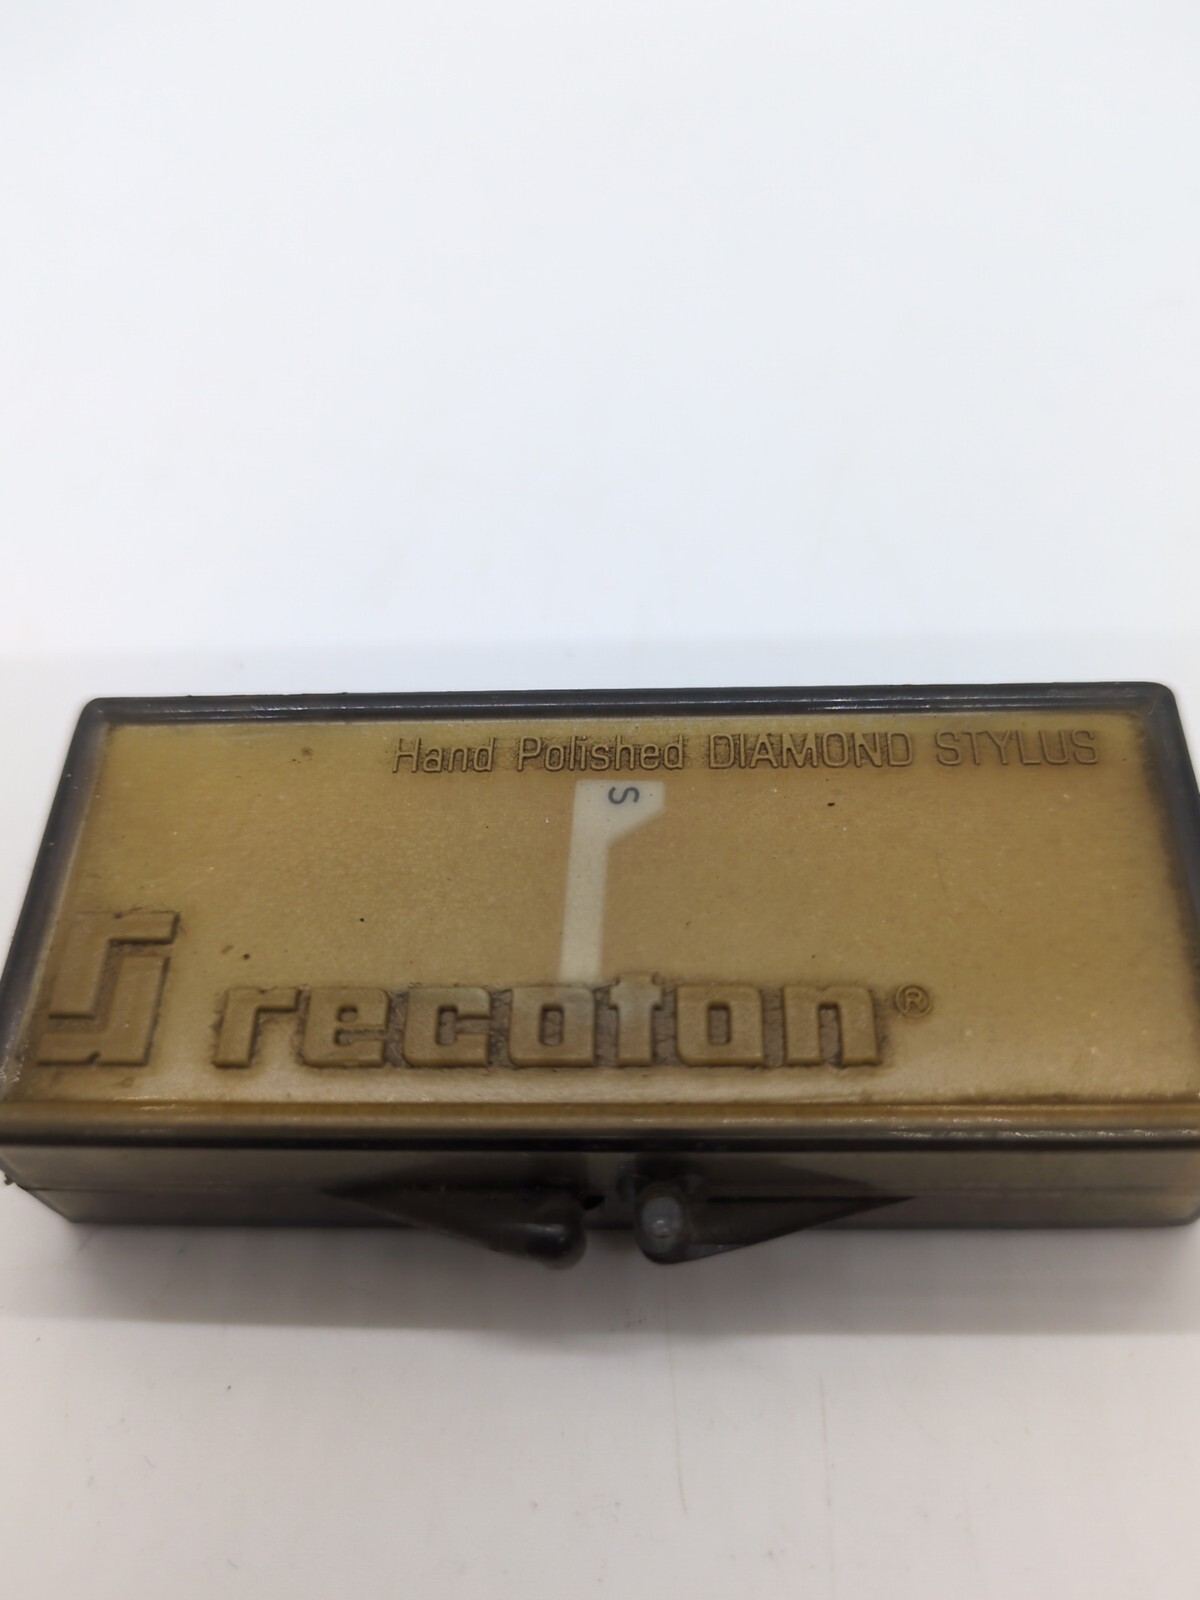 Hand Polished DIAMOND STYLUS
S
recoton®